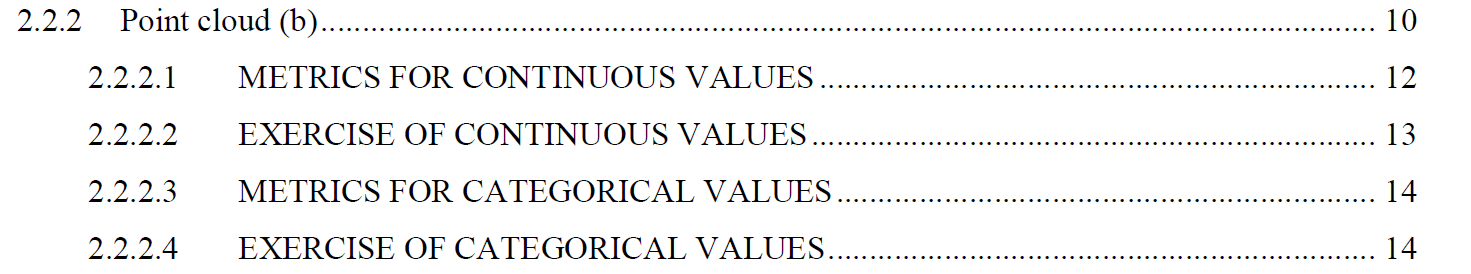 2.2.2 Point cloud (b)........................................................................................................................ 10
2.2.2.1 METRICS FOR CONTINUOUS VALUES................................................................ 12
2.2.2.2 EXERCISE OF CONTINUOUS VALUES................................................................. 13
2.2.2.3 METRICS FOR CATEGORICAL VALUES.............................................................. 14
2.2.2.4 EXERCISE OF CATEGORICAL VALUES............................................................... 14